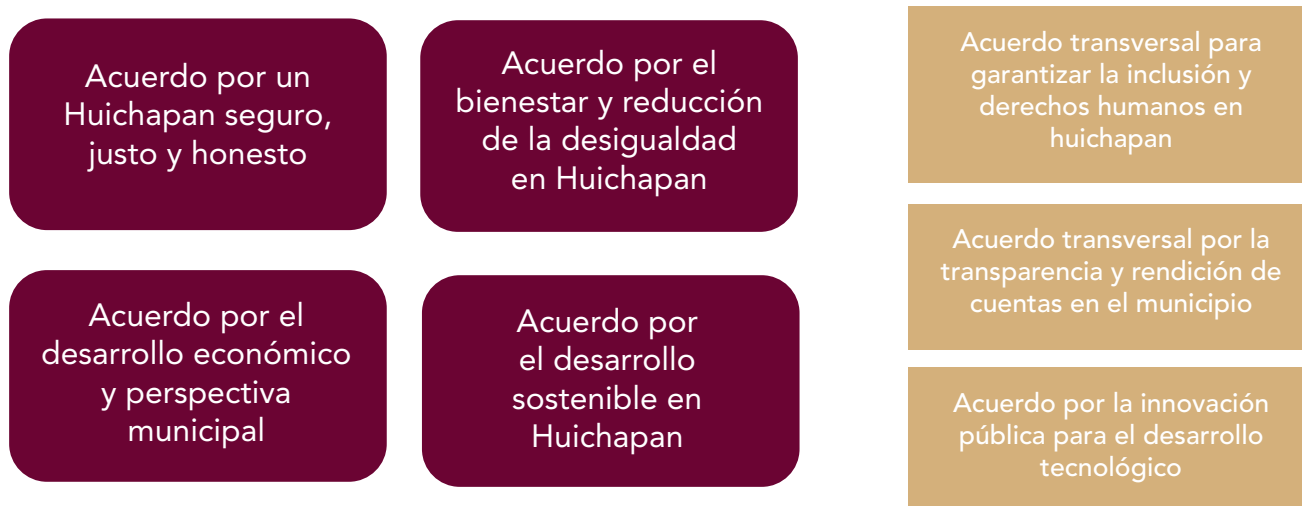 Acuerdo por un
Huichapan seguro,
justo y honesto
Acuerdo por el
bienestar y reducción
de la desigualdad
en Huichapan
Acuerdo por el
desarrollo económico
y perspectiva
municipal
Acuerdo por
el desarrollo
sostenible en
Huichapan
Acuerdo transversal para
garantizar la inclusión y
derechos humanos en
huichapan
Acuerdo transversal por la
transparencia y rendición de
cuentas en el municipio
Acuerdo por la innovación
pública para el desarrollo
tecnológico